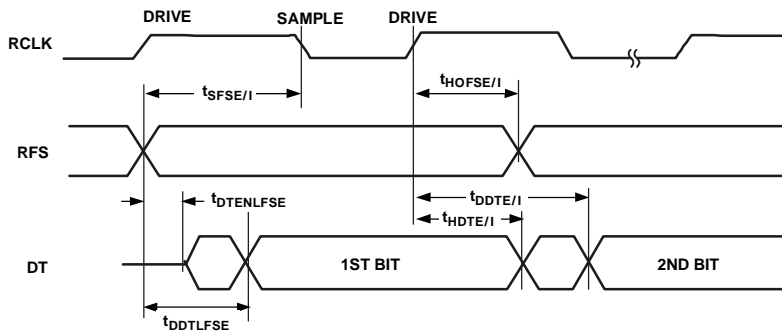 DRIVE SAMPLE DRIVE
RCLK
tSFSE/I tHOFSE/I
RFS
tDTENLFSE tDDTE/I
tHDTE/I
DT 1ST BIT 2ND BIT
tDDTLFSE